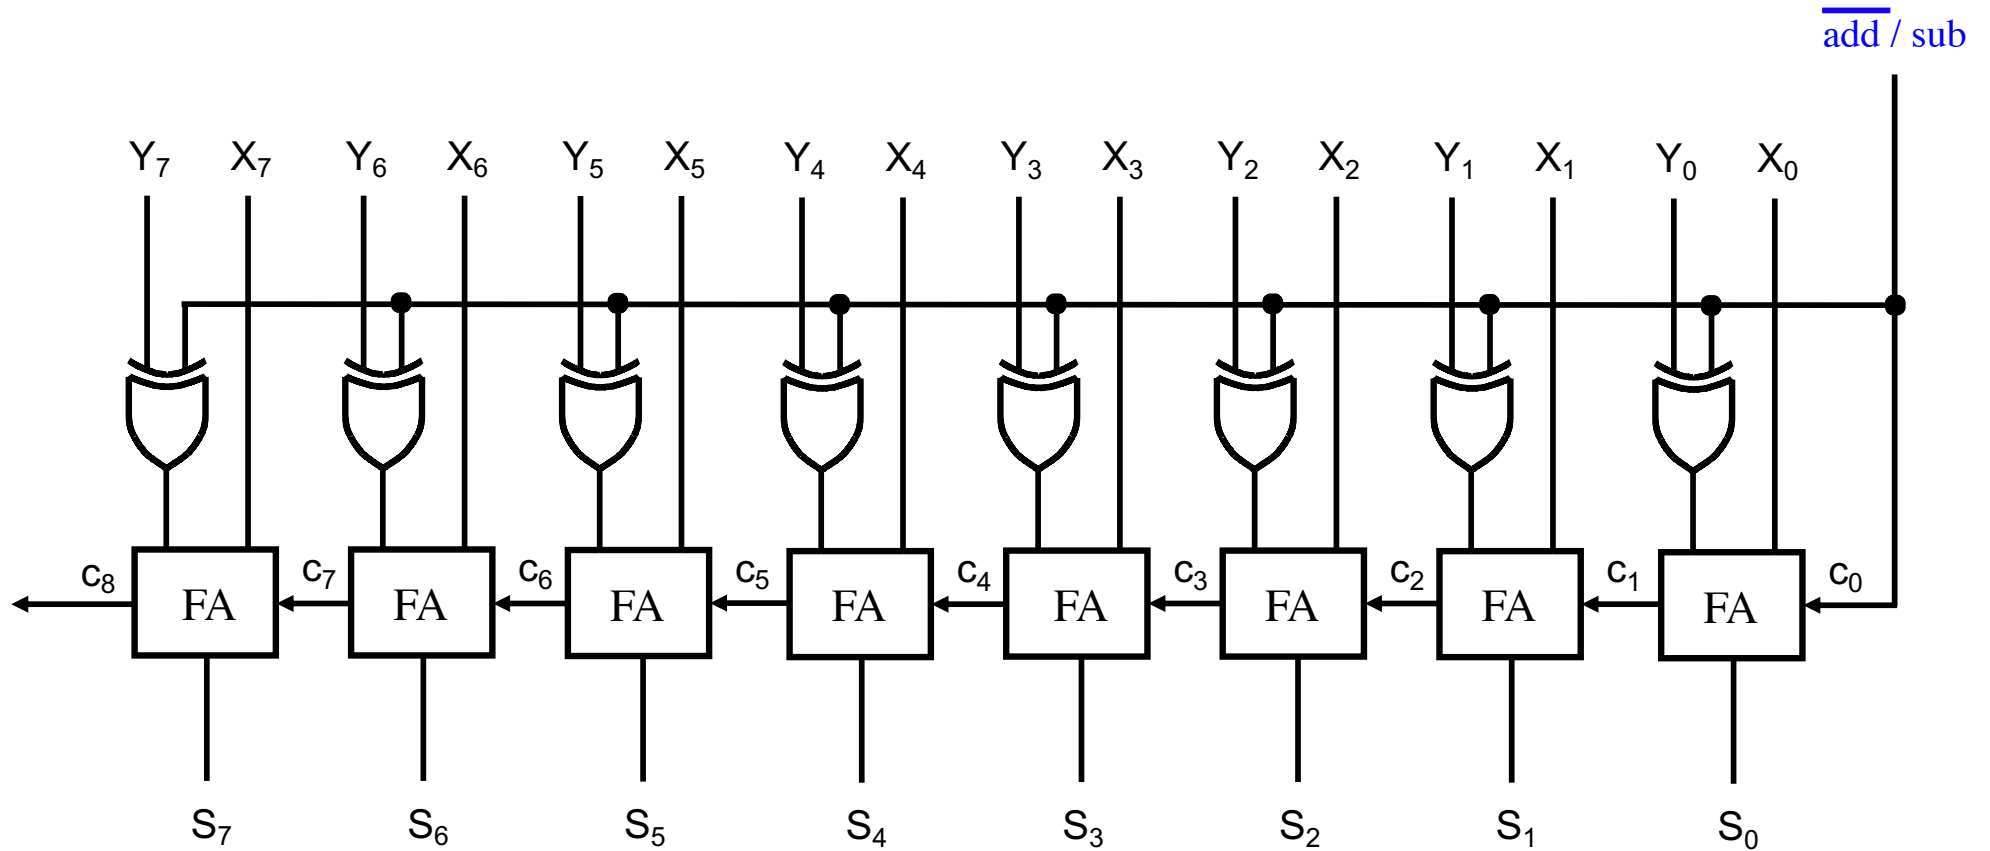 add / sub
Y7 X7 Y6 X6 Y5 X5 Y4 X4 Y3 X3 Y2 X2 Y1 X1 Y0 X0
c8 FA c7 FA c6 FA c5 FA c4 FA c3 FA c2 FA c1 FA c0
S7 S6 S5 S4 S3 S2 S1 S0